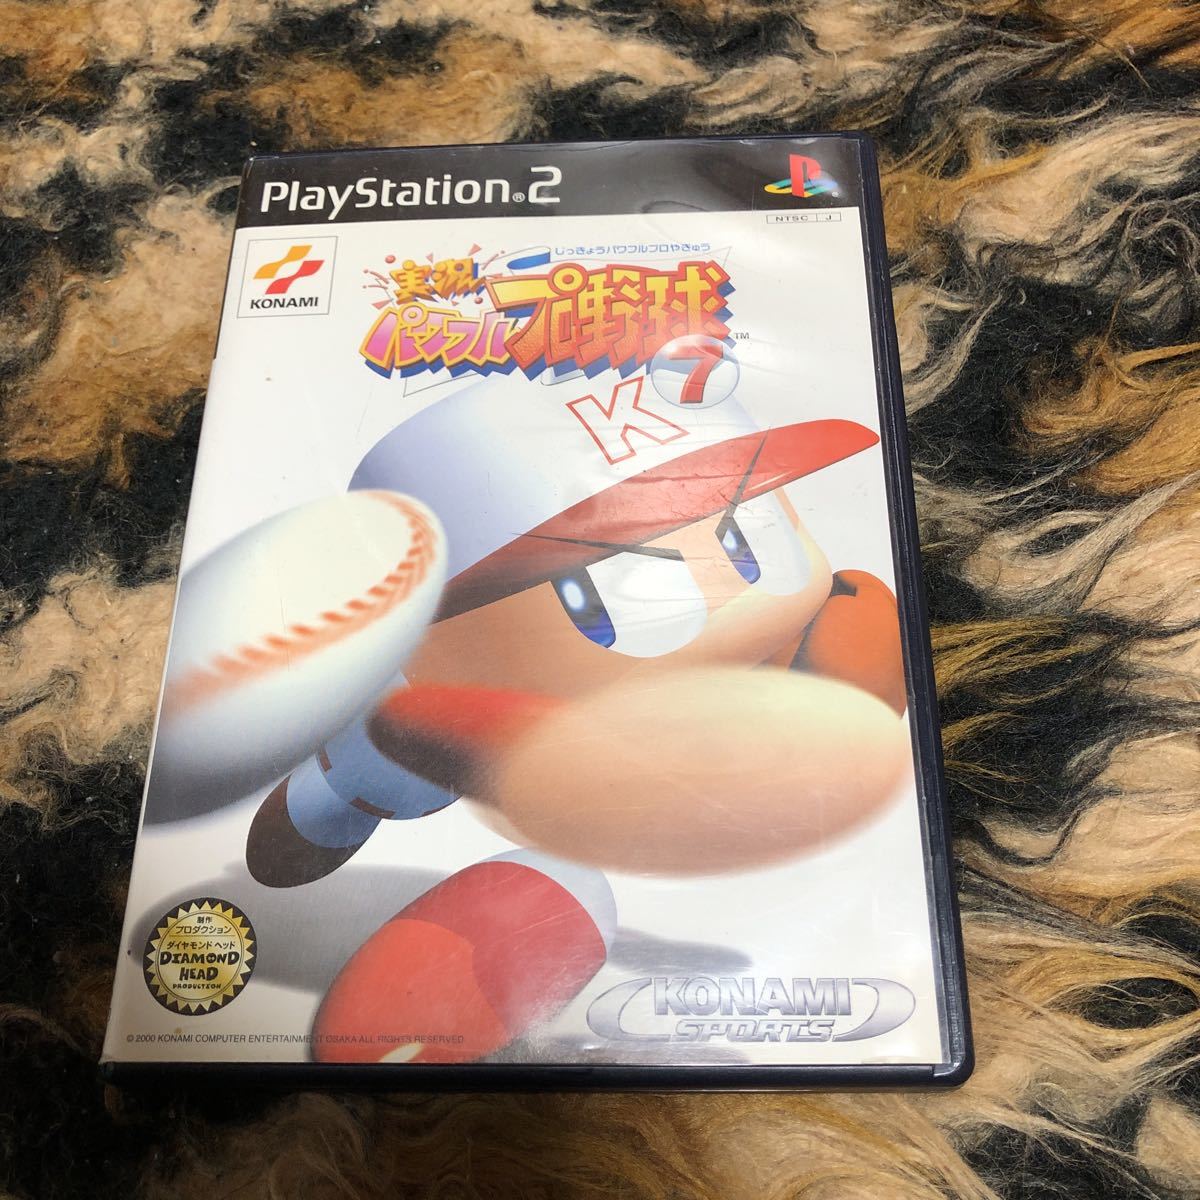 PlayStation®2
NTSC J
KONAMI
じっきょうパワフルプロやきゅう
実況
パワフルプロ野球™
7
K
制作
プロダクション
ダイヤモンド ヘッド
DIAMOND
HEAD
PRODUCTION
KONAMI
SPORTS
© 2000 KONAMI COMPUTER ENTERTAINMENT OSAKA ALL RIGHTS RESERVED.